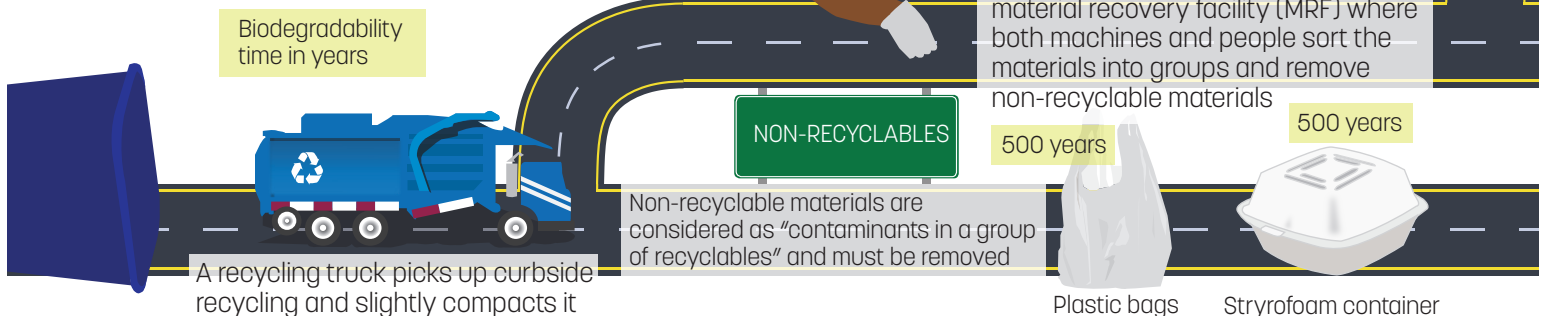 material recovery facility (MRF) where
both machines and people sort the
materials into groups and remove
non-recyclable materials
Biodegradability
time in years
NON-RECYCLABLES
500 years
500 years
Non-recyclable materials are
considered as “contaminants in a group
of recyclables” and must be removed
A recycling truck picks up curbside
recycling and slightly compacts it
Plastic bags
Stryrofoam container